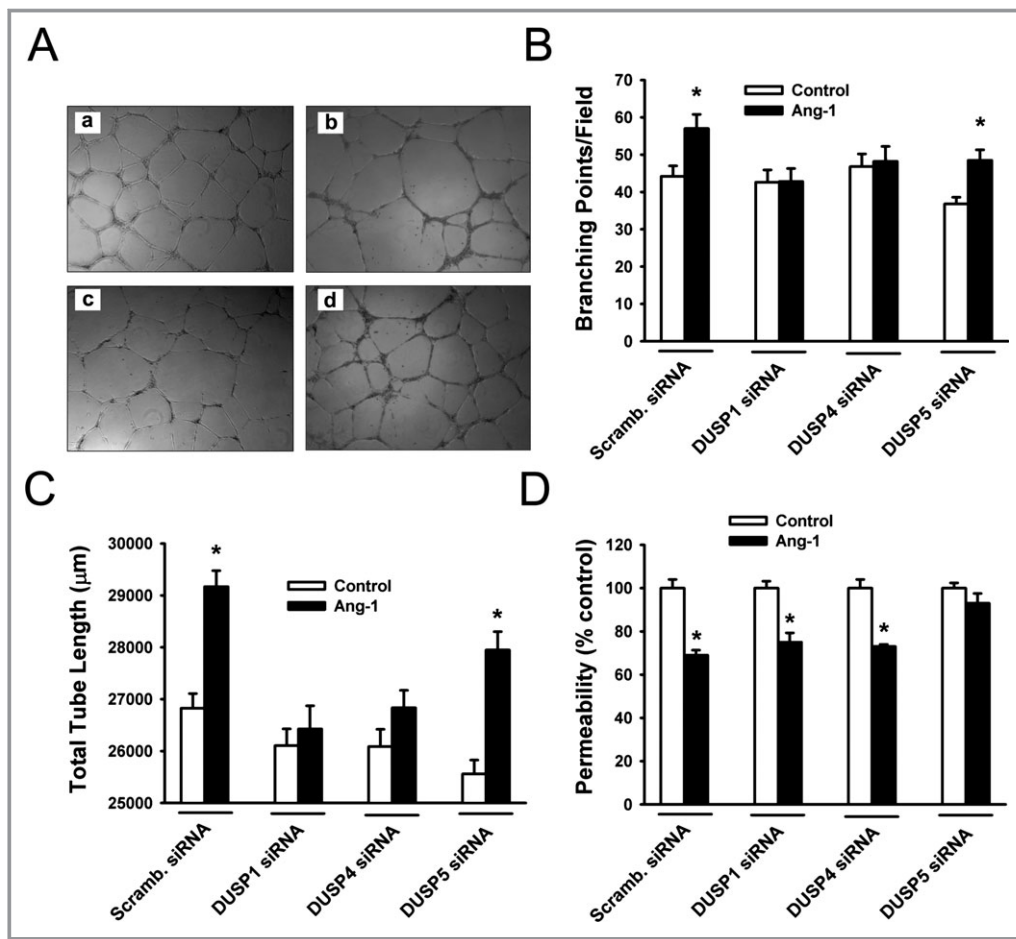 A
a
b
c
d
B
Branching Points/Field
70
60
50
40
30
20
10
0
Control
Ang-1
*
*
Scramb. siRNA
DUSP1 siRNA
DUSP4 siRNA
DUSP5 siRNA
C
Total Tube Length (μm)
30000
29000
28000
27000
26000
25000
*
Control
Ang-1
*
Scramb. siRNA
DUSP1 siRNA
DUSP4 siRNA
DUSP5 siRNA
D
Permeability (% control)
Control
Ang-1
120
100
80
60
40
20
0
*
*
*
Scramb. siRNA
DUSP1 siRNA
DUSP4 siRNA
DUSP5 siRNA